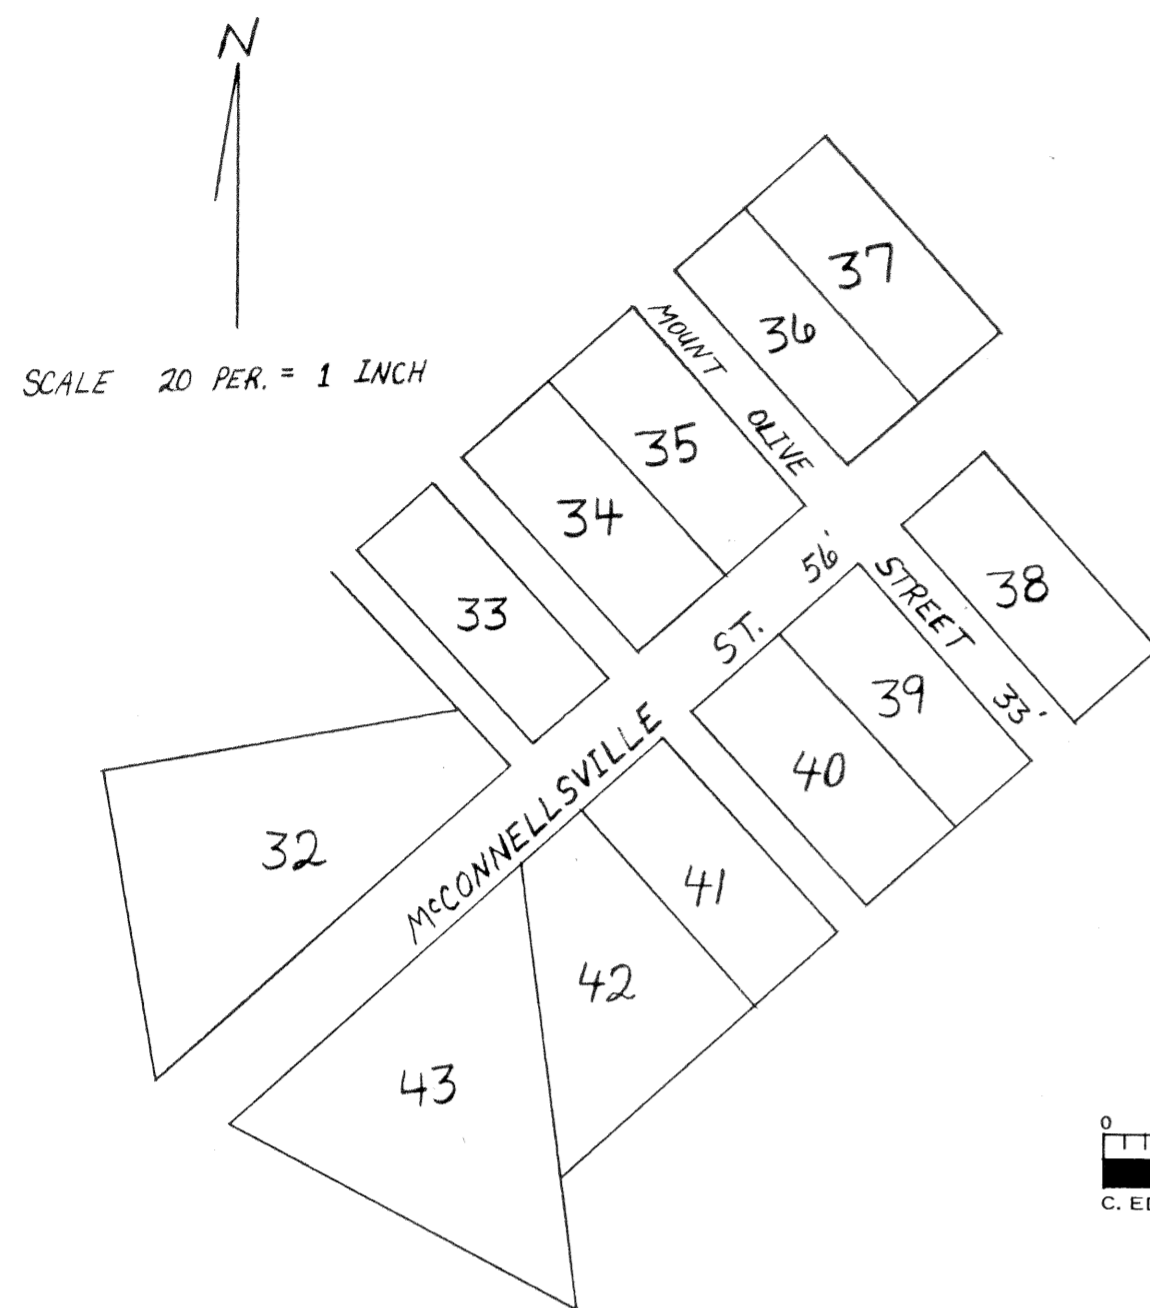 N
SCALE 20 PER. = 1 INCH
37
36
MOUNT OLIVE STREET 33'
35
34
38
33
McCONNELLSVILLE ST. 56'
39
40
32
41
42
43
0
C.